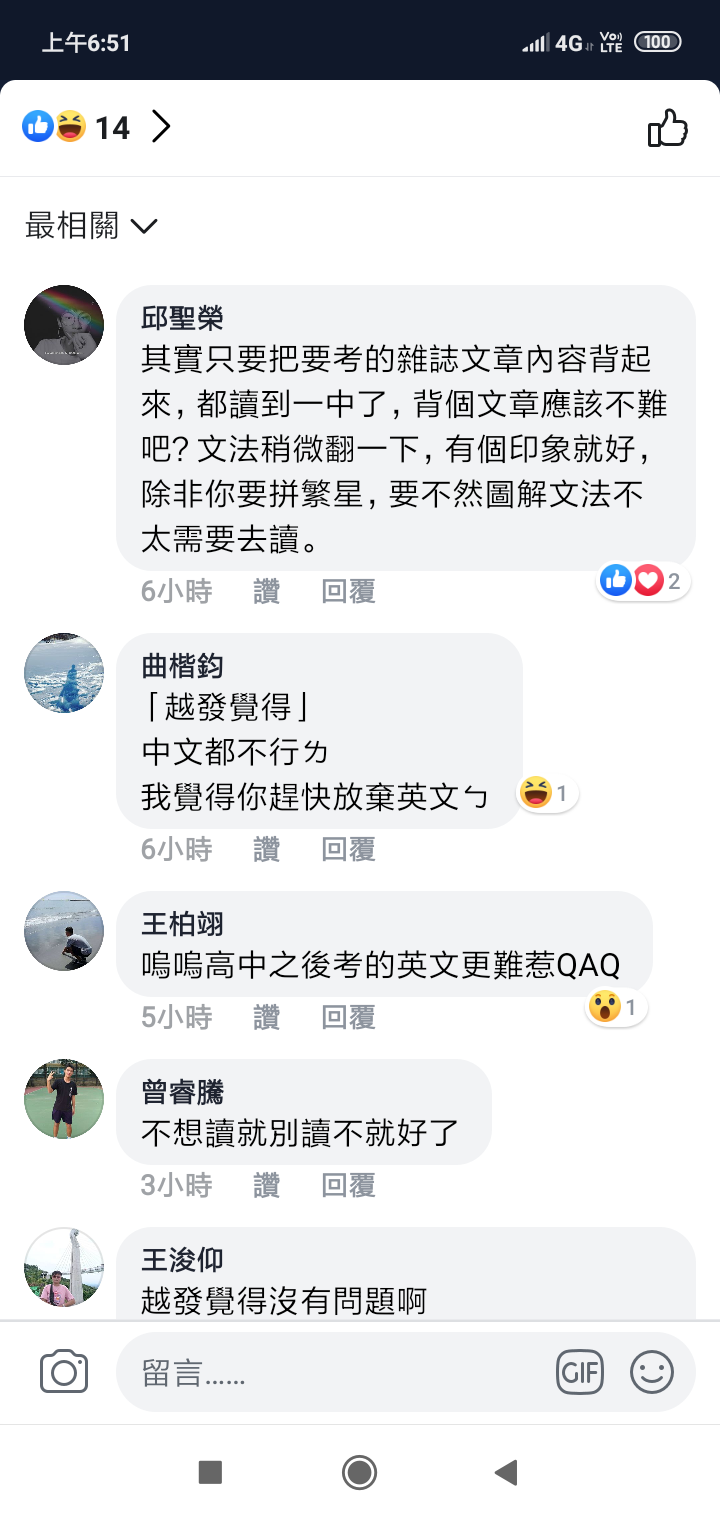 上午6:51
4G
Vo)) LTE
100
14
最相關
邱聖榮
其實只要把要考的雜誌文章內容背起
來，都讀到一中了，背個文章應該不難
吧？文法稍微翻一下，有個印象就好，
除非你要拼繁星，要不然圖解文法不
太需要去讀。
6小時 讚 回覆
2
曲楷鈞
「越發覺得」
中文都不行ㄌ
我覺得你趕快放棄英文ㄅ
1
6小時 讚 回覆
王柏翊
嗚嗚高中之後考的英文更難惹QAQ
5小時 讚 回覆
1
曾睿騰
不想讀就別讀不就好了
3小時 讚 回覆
王浚仰
越發覺得沒有問題啊
留言......
GIF